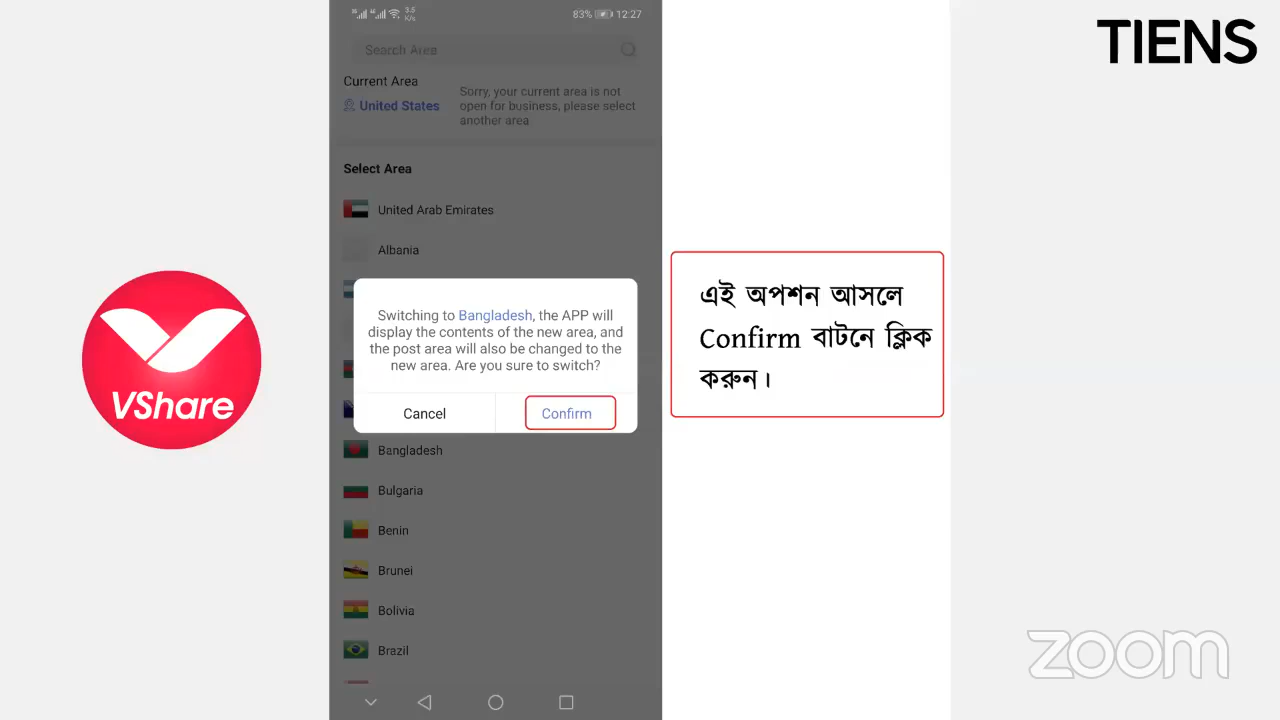 3.5
K/s
83%
12:27
TIENS
Search Area
Current Area
United States
Sorry, your current area is not
open for business, please select
another area
Select Area
United Arab Emirates
Albania
Switching to Bangladesh, the APP will
display the contents of the new area, and
the post area will also be changed to the
new area. Are you sure to switch?
Cancel
Confirm
Bangladesh
Bulgaria
Benin
Brunei
Bolivia
Brazil
VShare
এই অপশন আসলে
Confirm বাটনে ক্লিক
করুন।
zoom